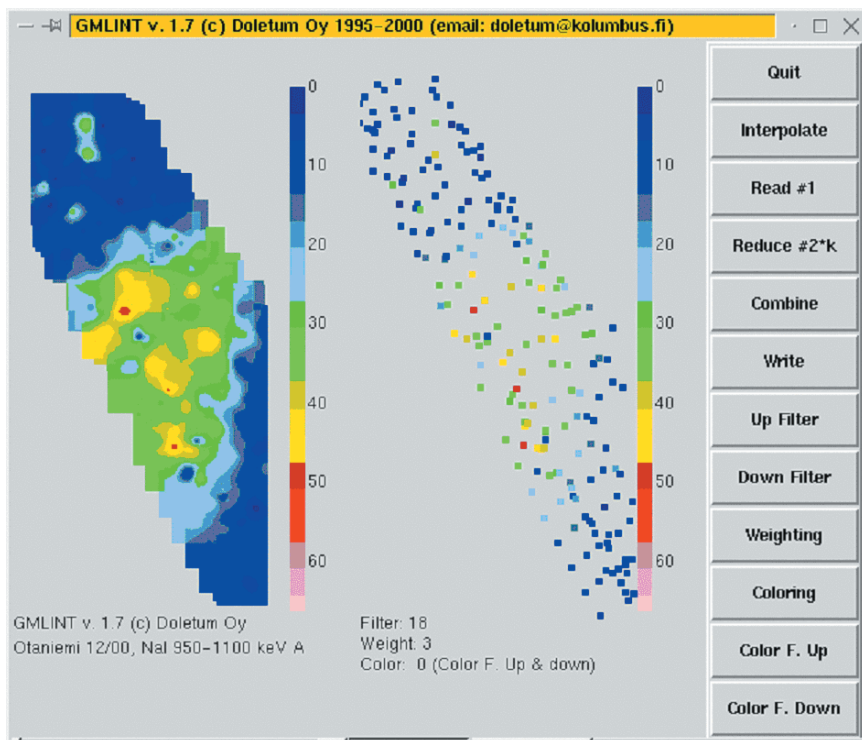 GMLINT v. 1.7 (c) Doletum Oy 1995-2000 (email: doletum@kolumbus.fi)
0
10
20
30
40
50
60
0
10
20
30
40
50
60
GMLINT v. 1.7 (c) Doletum Oy
Otaniemi 12/00, NaI 950-1100 keV A
Filter: 18
Weight: 3
Color: 0 (Color F. Up & down)
Quit
Interpolate
Read #1
Reduce #2*k
Combine
Write
Up Filter
Down Filter
Weighting
Coloring
Color F. Up
Color F. Down